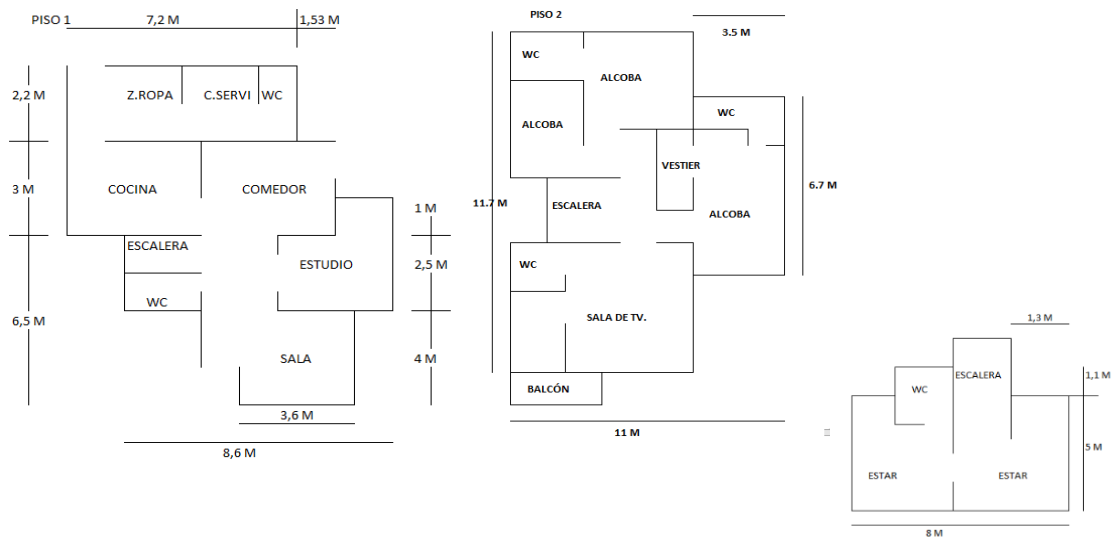 PISO 1
7,2 M
1,53 M
2,2 M
Z.ROPA
C.SERVI
WC
3 M
COCINA
COMEDOR
1 M
ESCALERA
ESTUDIO
2,5 M
WC
6,5 M
SALA
4 M
3,6 M
8,6 M
PISO 2
3.5 M
WC
ALCOBA
WC
ALCOBA
VESTIER
6.7 M
11.7 M
ESCALERA
ALCOBA
WC
SALA DE TV.
BALCÓN
11 M
1,3 M
ESCALERA
1,1 M
WC
5 M
ESTAR
ESTAR
8 M